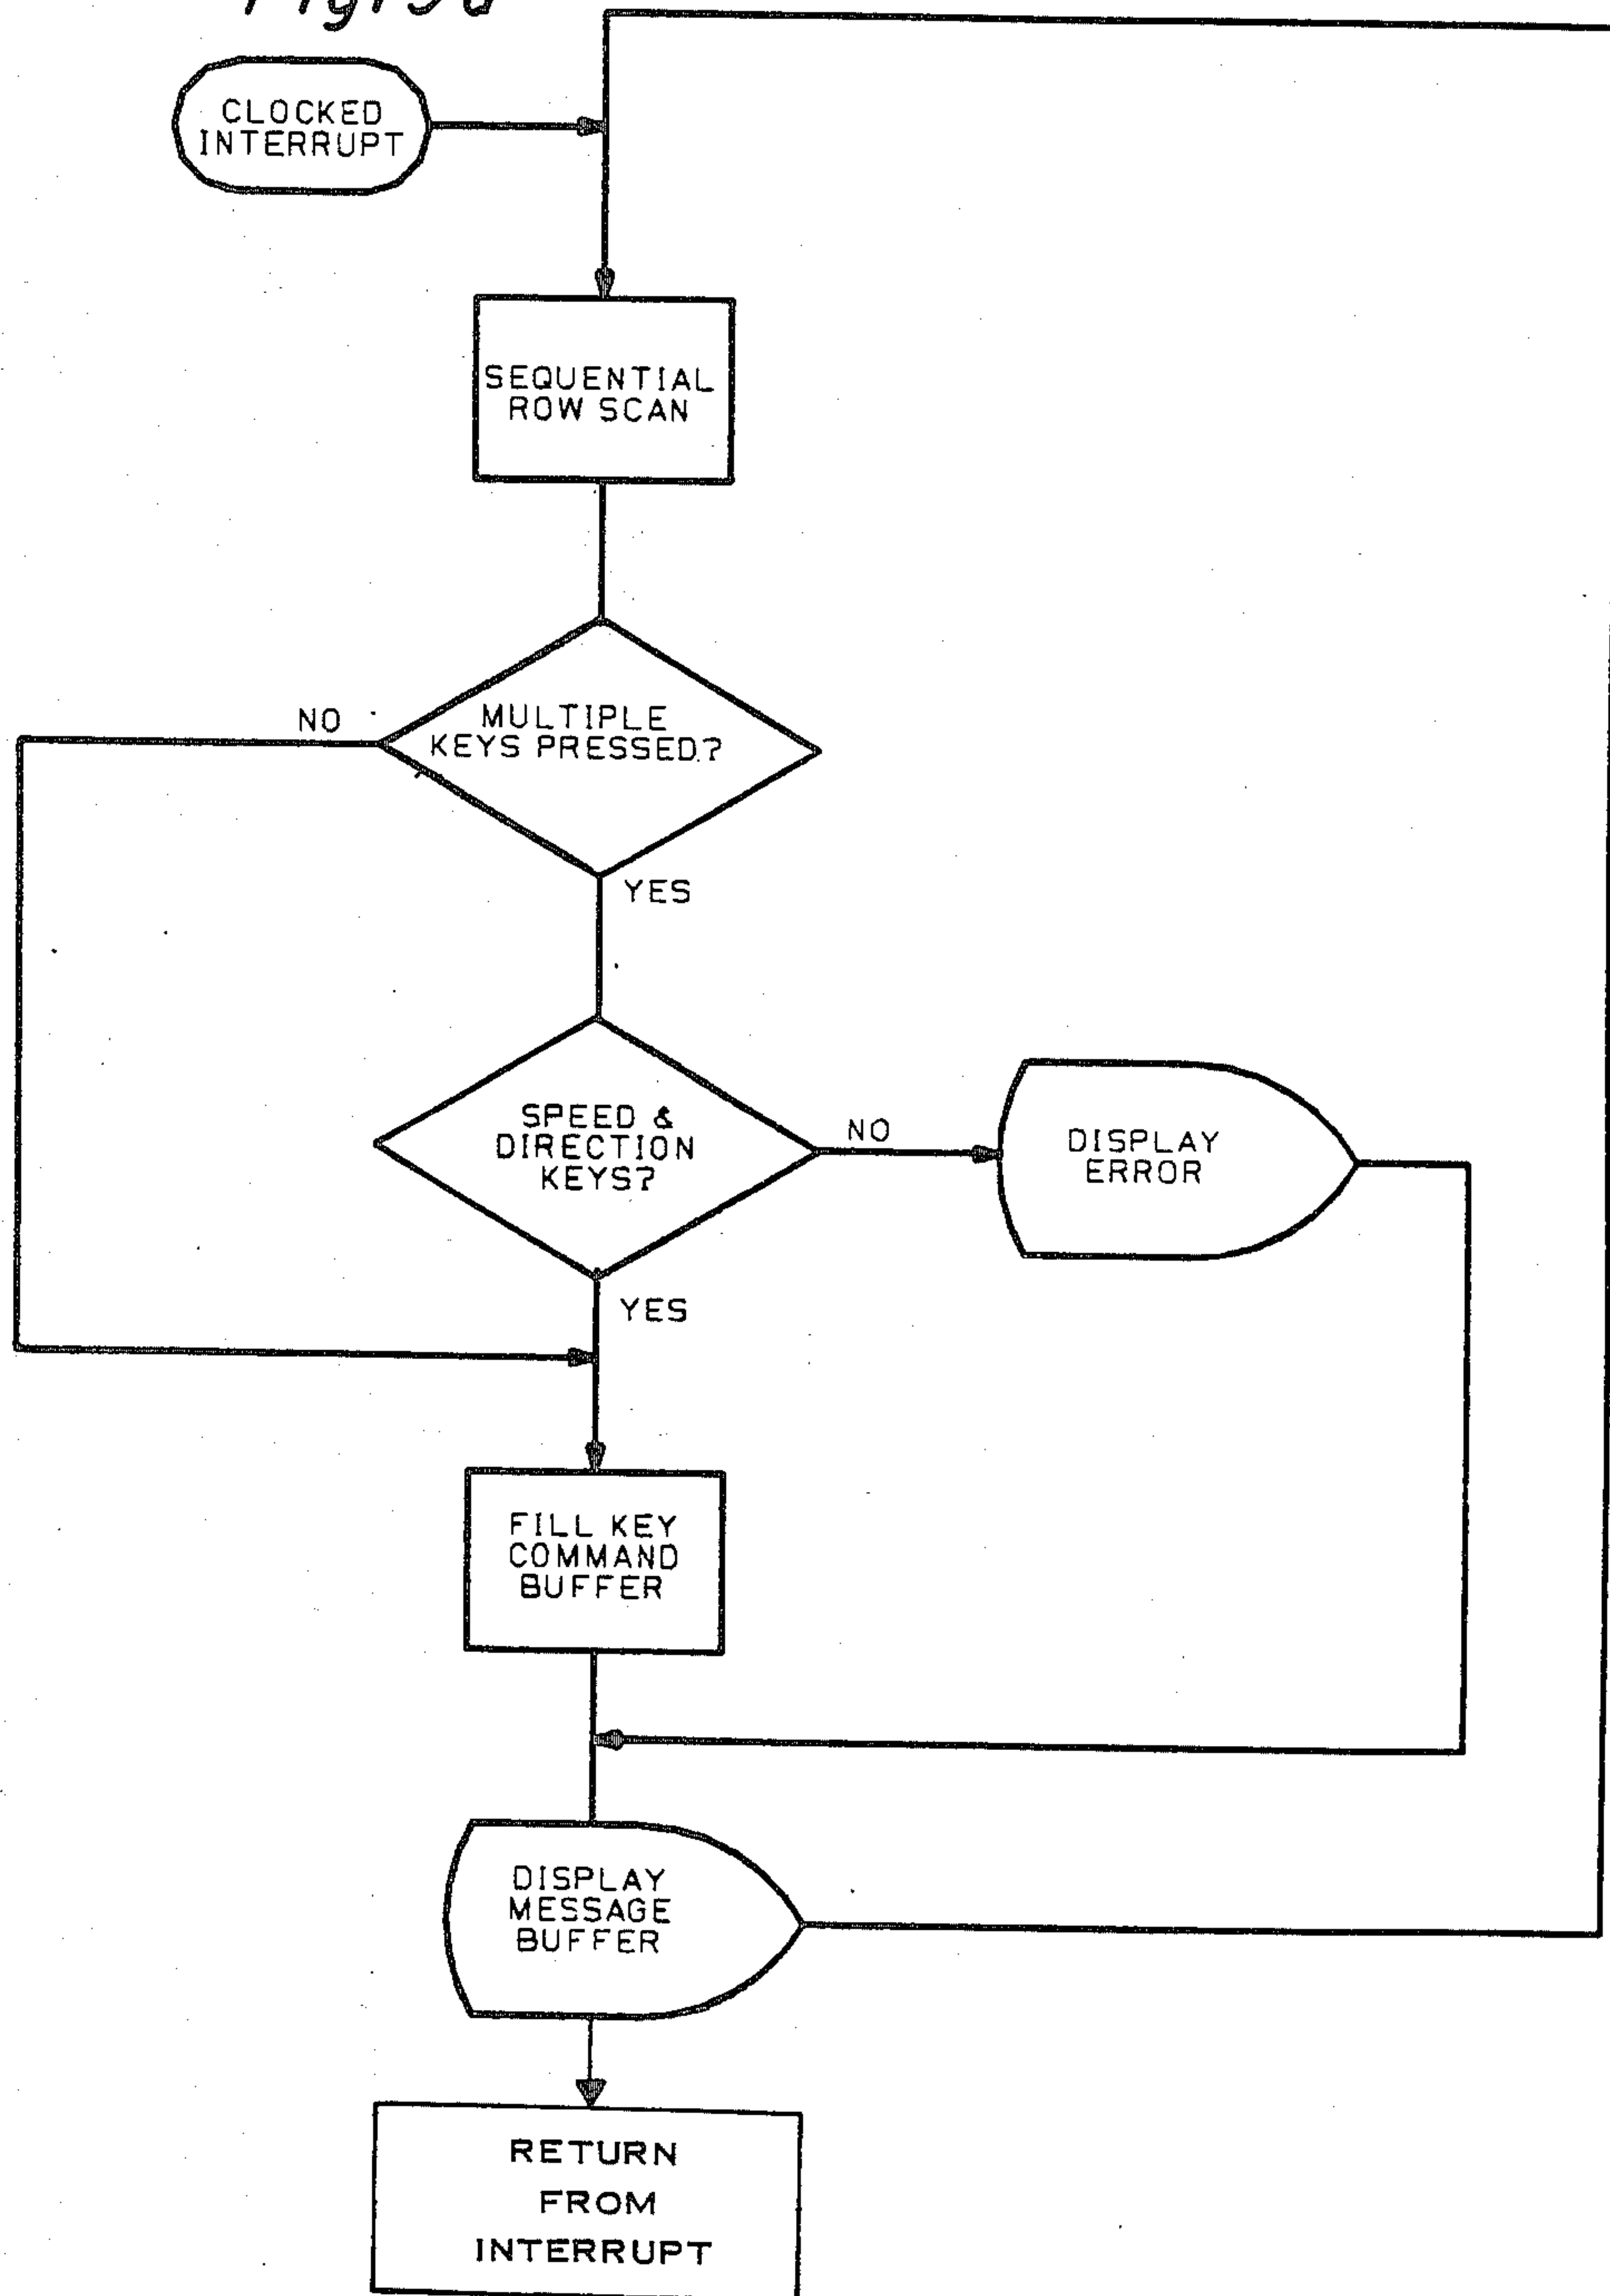 CLOCKED
INTERRUPT
SEQUENTIAL
ROW SCAN
NO
MULTIPLE
KEYS PRESSED?
YES
SPEED &
DIRECTION
KEYS?
NO
DISPLAY
ERROR
YES
FILL KEY
COMMAND
BUFFER
DISPLAY
MESSAGE
BUFFER
RETURN
FROM
INTERRUPT